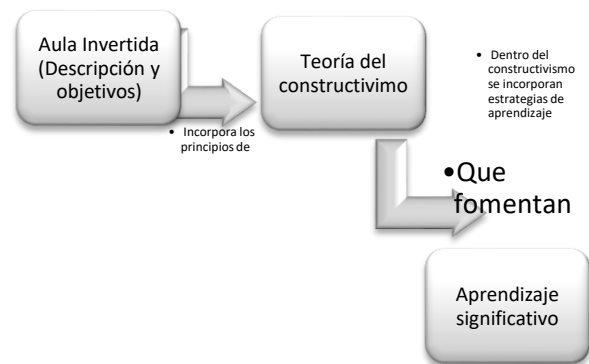 Aula Invertida
(Descripción y
objetivos)
• Incorpora los
principios de
Teoría del
constructivimo
• Dentro del
constructivismo
se incorporan
estrategias de
aprendizaje
•Que
fomentan
Aprendizaje
significativo